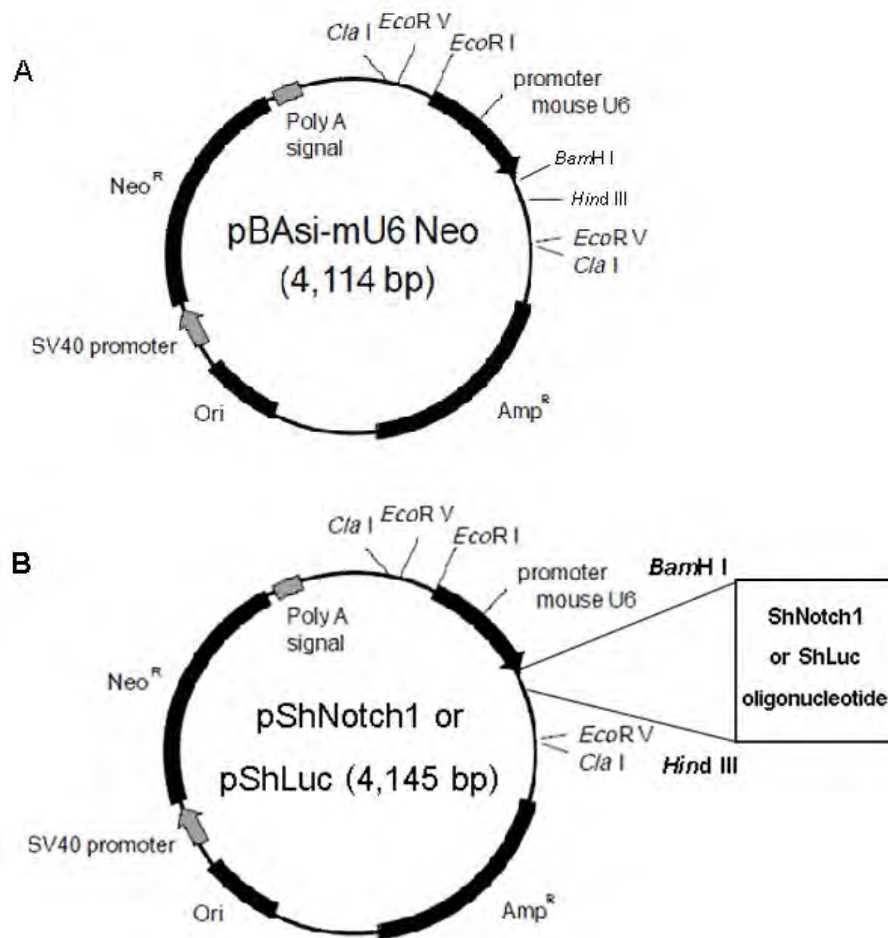 A
Cla I
EcoR V
EcoR I
promoter
mouse U6
Poly A
signal
BamH I
Hind III
Neo^R
pBAsi-mU6 Neo
(4,114 bp)
EcoR V
Cla I
SV40 promoter
Ori
Amp^R
B
Cla I
EcoR V
EcoR I
promoter
mouse U6
BamH I
Poly A
signal
ShNotch1
or ShLuc
oligonucleotide
Neo^R
pShNotch1 or
pShLuc (4,145 bp)
EcoR V
Cla I
Hind III
SV40 promoter
Ori
Amp^R